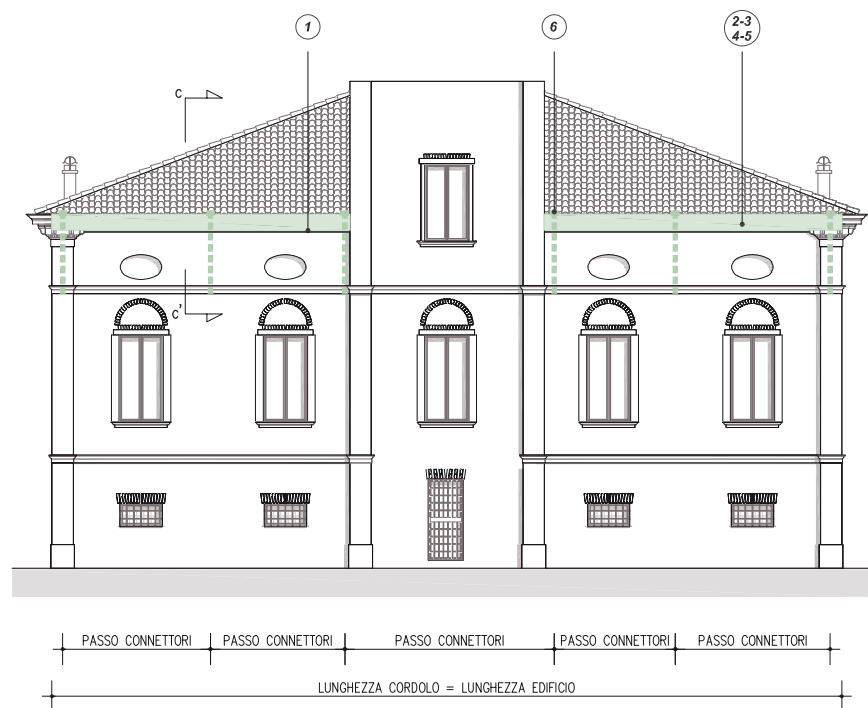 1
6
2-3
4-5
C
C'
PASSO CONNETTORI
PASSO CONNETTORI
PASSO CONNETTORI
PASSO CONNETTORI
PASSO CONNETTORI
LUNGHEZZA CORDOLO = LUNGHEZZA EDIFICIO